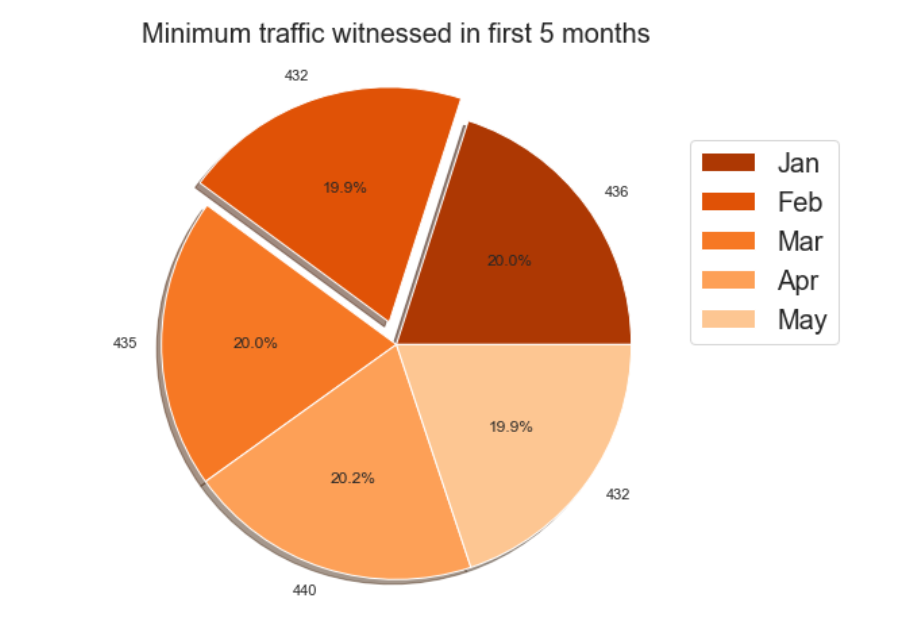 Minimum traffic witnessed in first 5 months
432
436
435
440
432
19.9%
20.0%
20.0%
20.2%
19.9%
Jan
Feb
Mar
Apr
May